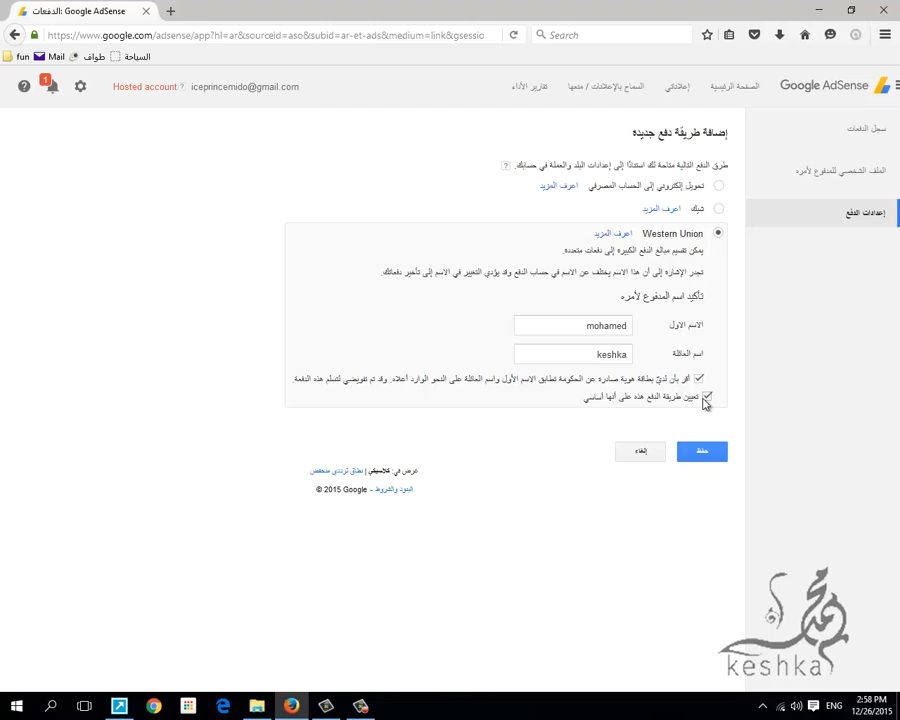 الدفعات: Google AdSense
https://www.google.com/adsense/app?hl=ar&sourceid=aso&subid=ar-et-ads&medium=link&gsessio
Search
fun
Mail
طواف
السياحة
1
Hosted account ?
iceprincemido@gmail.com
تقارير الأداء
السماح بالإعلانات / منعها
إعلاناتي
الصفحة الرئيسية
Google AdSense
سجل الدفعات
الملف الشخصي للمدفوع لأمره
إعدادات الدفع
إضافة طريقة دفع جديدة
طرق الدفع التالية متاحة لك استنادًا إلى إعدادات البلد والعملة في حسابك. ?
تحويل إلكتروني إلى الحساب المصرفي اعرف المزيد
شيك اعرف المزيد
Western Union اعرف المزيد
يمكن تقسيم مبالغ الدفع الكبيرة إلى دفعات متعددة.
تجدر الإشارة إلى أن هذا الاسم يختلف عن الاسم في حساب الدفع وقد يؤدي التغيير في الاسم إلى تأخير دفعاتك.
تأكيد اسم المدفوع لأمره
الاسم الاول mohamed
اسم العائلة keshka
أقر بأن لديّ بطاقة هوية صادرة عن الحكومة تطابق الاسم الأول واسم العائلة على النحو الوارد أعلاه. وقد تم تفويضي لتسلم هذه الدفعة.
تعيين طريقة الدفع هذه على أنها أساسي
حفظ
إلغاء
عرض في: كلاسيكي | نطاق ترددي منخفض
© 2015 Google - البنود والشروط
محمد
keshka
ENG
2:58 PM
12/26/2015